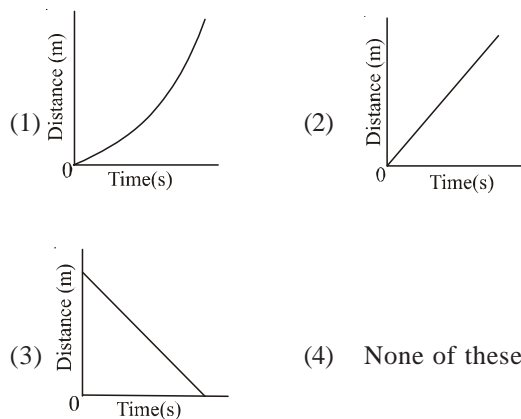 (1)
Distance (m)
0
Time(s)
(2)
Distance (m)
0
Time(s)
(3)
Distance (m)
0
Time(s)
(4) None of these